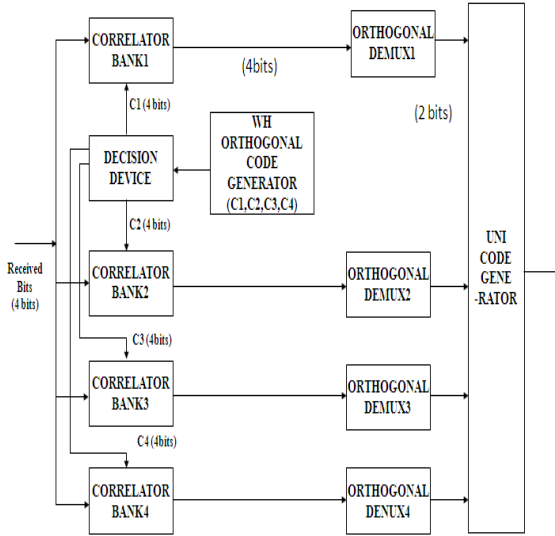 CORRELATOR
BANK1
(4bits)
ORTHOGONAL
DEMUX1
(2 bits)
C1 (4 bits)
DECISION
DEVICE
WH
ORTHOGONAL
CODE
GENERATOR
(C1,C2,C3,C4)
C2 (4 bits)
Received
Bits
(4 bits)
CORRELATOR
BANK2
ORTHOGONAL
DEMUX2
UNI
CODE
GENE
-RATOR
C3 (4bits)
CORRELATOR
BANK3
ORTHOGONAL
DEMUX3
C4 (4bits)
CORRELATOR
BANK4
ORTHOGONAL
DENUX4